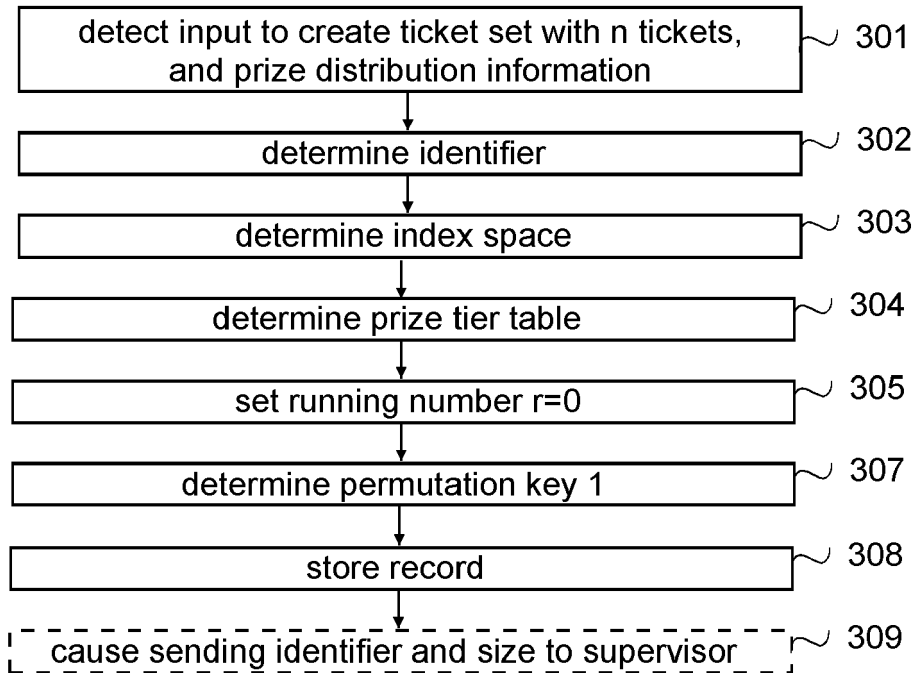 detect input to create ticket set with n tickets, 301
and prize distribution information
determine identifier 302
determine index space 303
determine prize tier table 304
set running number r=0 305
determine permutation key 1 307
store record 308
cause sending identifier and size to supervisor 309